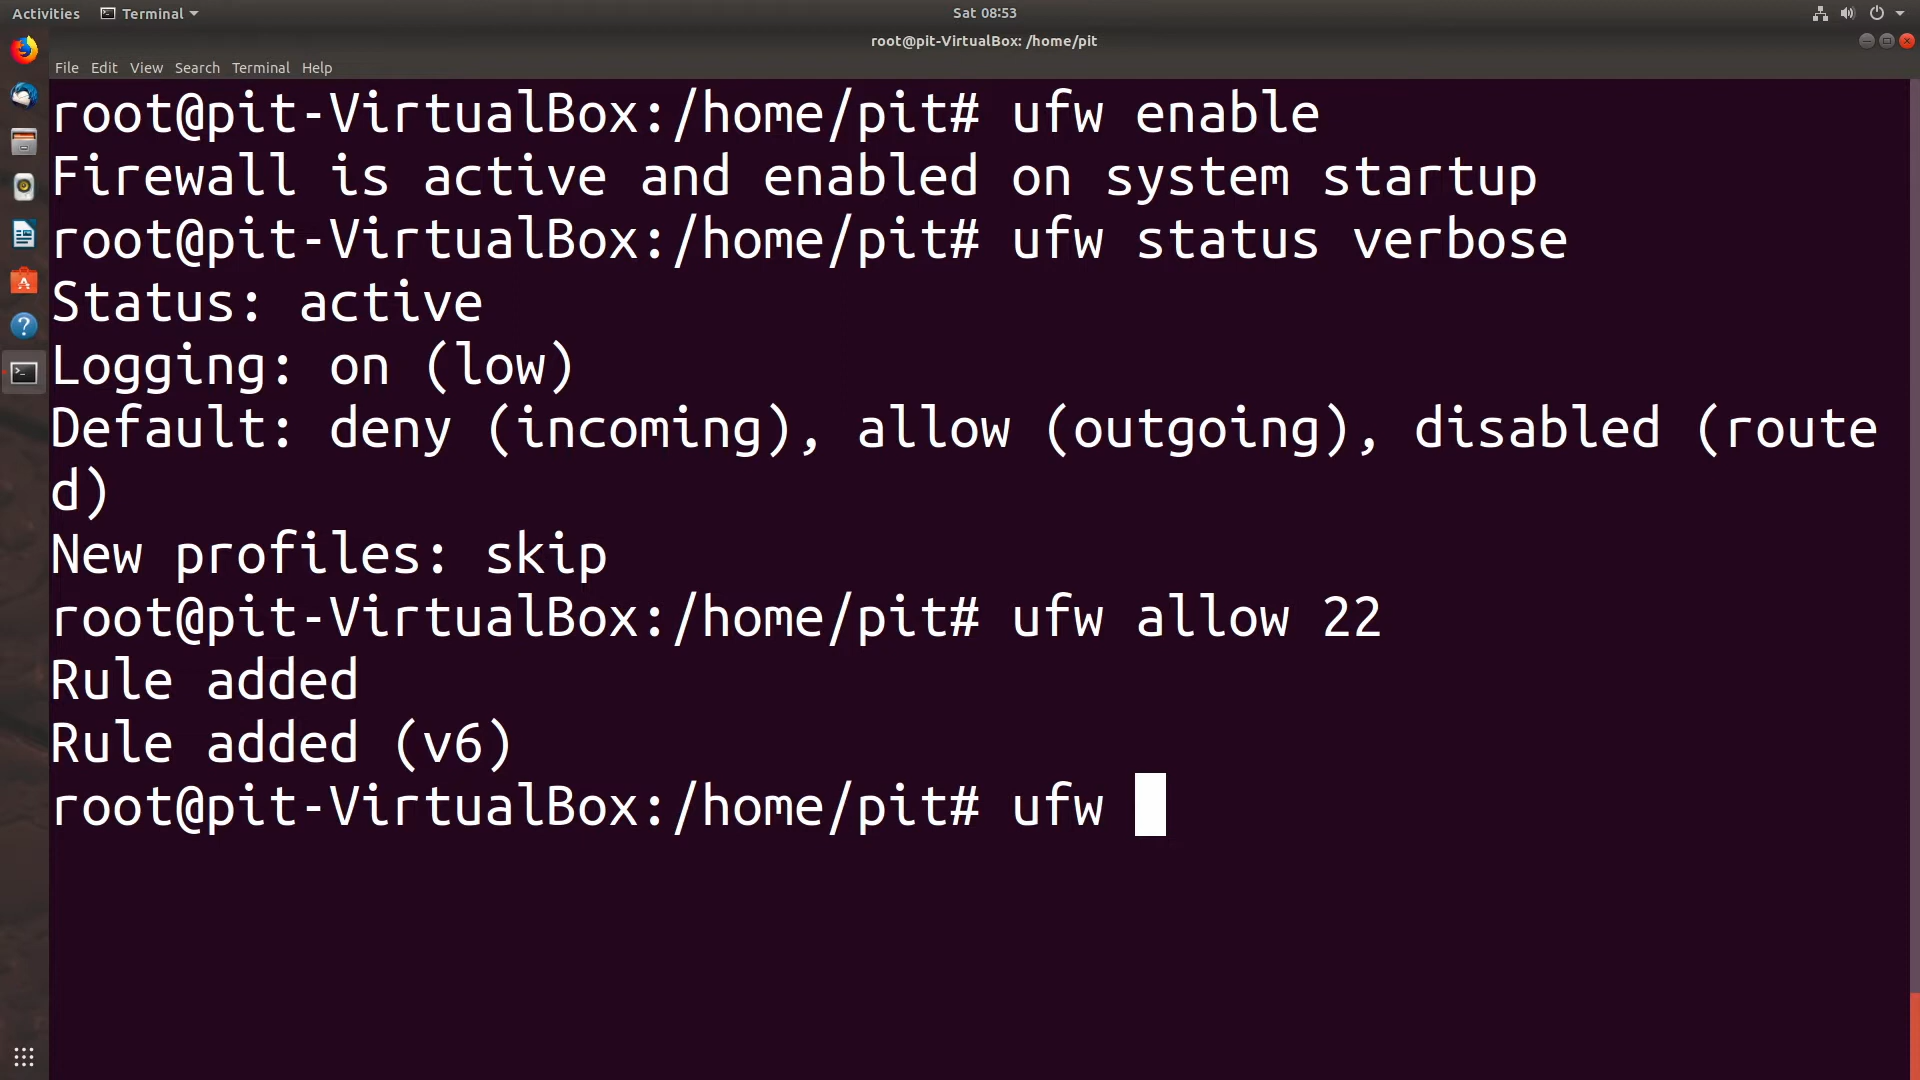 Activities Terminal Sat 08:53
root@pit-VirtualBox: /home/pit
File Edit View Search Terminal Help
root@pit-VirtualBox:/home/pit# ufw enable
Firewall is active and enabled on system startup
root@pit-VirtualBox:/home/pit# ufw status verbose
Status: active
Logging: on (low)
Default: deny (incoming), allow (outgoing), disabled (route
d)
New profiles: skip
root@pit-VirtualBox:/home/pit# ufw allow 22
Rule added
Rule added (v6)
root@pit-VirtualBox:/home/pit# ufw